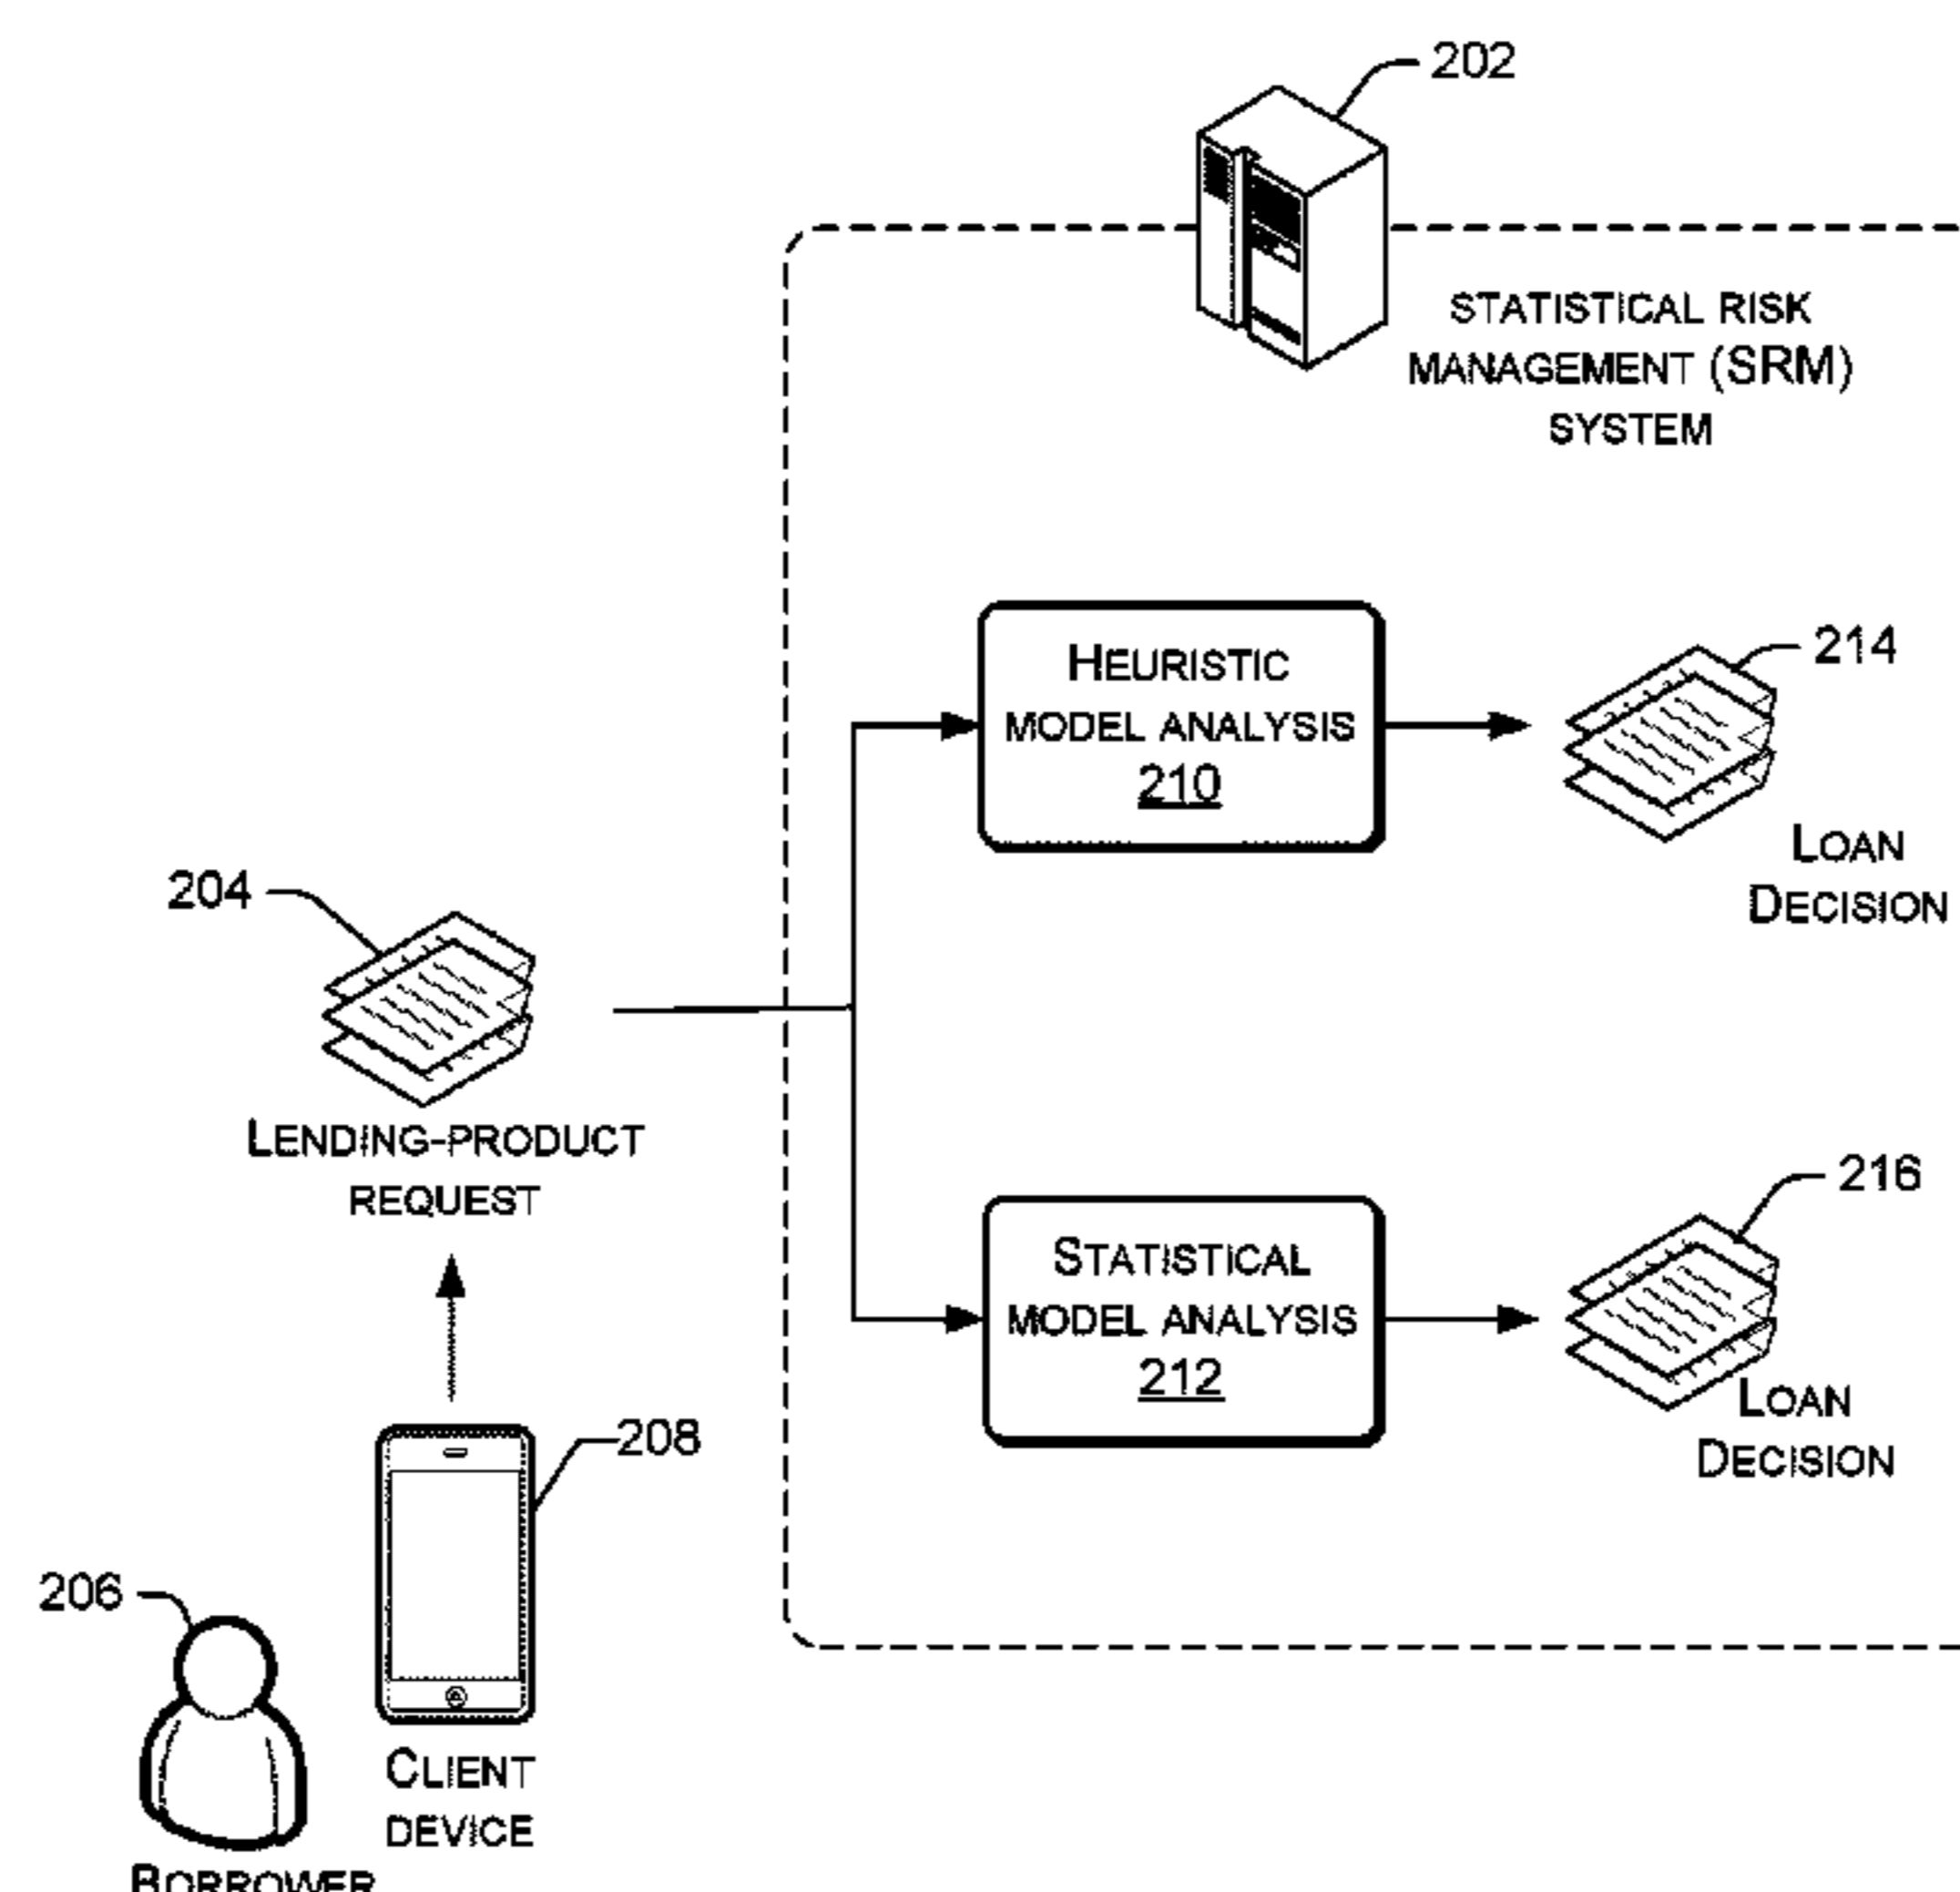 202
STATISTICAL RISK
MANAGEMENT (SRM)
SYSTEM
HEURISTIC
MODEL ANALYSIS
210
214
LOAN
DECISION
204
LENDING-PRODUCT
REQUEST
STATISTICAL
MODEL ANALYSIS
212
216
LOAN
DECISION
208
CLIENT
DEVICE
206
BORROWER